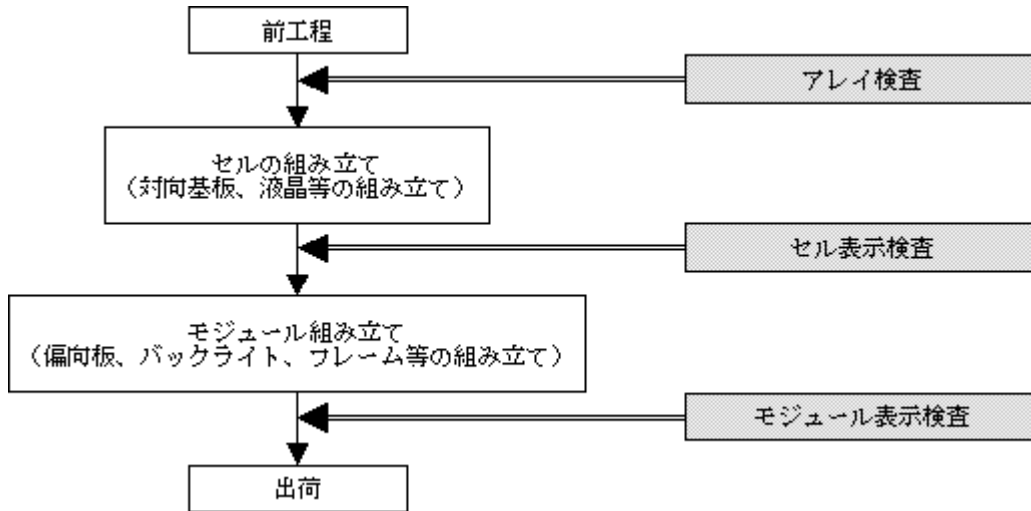 前工程
アレイ検査
セルの組み立て
（対向基板、液晶等の組み立て）
セル表示検査
モジュール組み立て
（偏向板、バックライト、フレーム等の組み立て）
モジュール表示検査
出荷